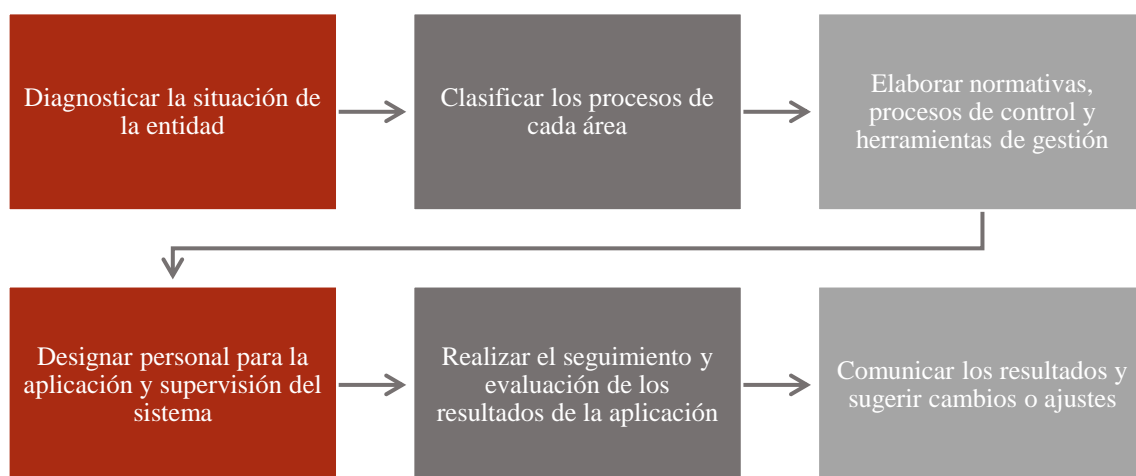 Diagnosticar la situación de
la entidad
Clasificar los procesos de
cada área
Elaborar normativas,
procesos de control y
herramientas de gestión
Designar personal para la
aplicación y supervisión del
sistema
Realizar el seguimiento y
evaluación de los
resultados de la aplicación
Comunicar los resultados y
sugerir cambios o ajustes